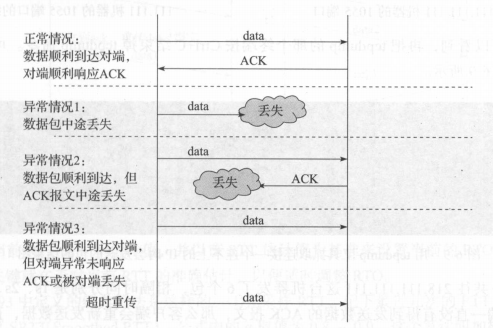 正常情况：
数据顺利到达对端，
对端顺利响应ACK
data
ACK
异常情况1：
数据包中途丢失
data
丢失
异常情况2：
数据包顺利到达，但
ACK报文中途丢失
data
丢失
ACK
异常情况3：
数据包顺利到达对端，
但对端异常未响应
ACK或被对端丢弃
超时重传
data
data